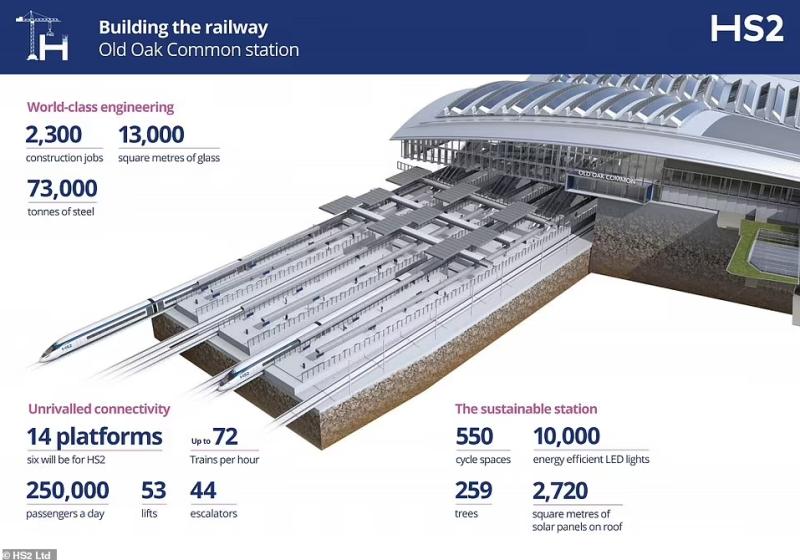 Building the railway
Old Oak Common station
HS2
World-class engineering
2,300
construction jobs
13,000
square metres of glass
73,000
tonnes of steel
OLD OAK COMMON
HS2
HS2
Unrivalled connectivity
14 platforms
six will be for HS2
Up to 72
Trains per hour
250,000
passengers a day
53
lifts
44
escalators
The sustainable station
550
cycle spaces
10,000
energy efficient LED lights
259
trees
2,720
square metres of
solar panels on roof
© HS2 Ltd